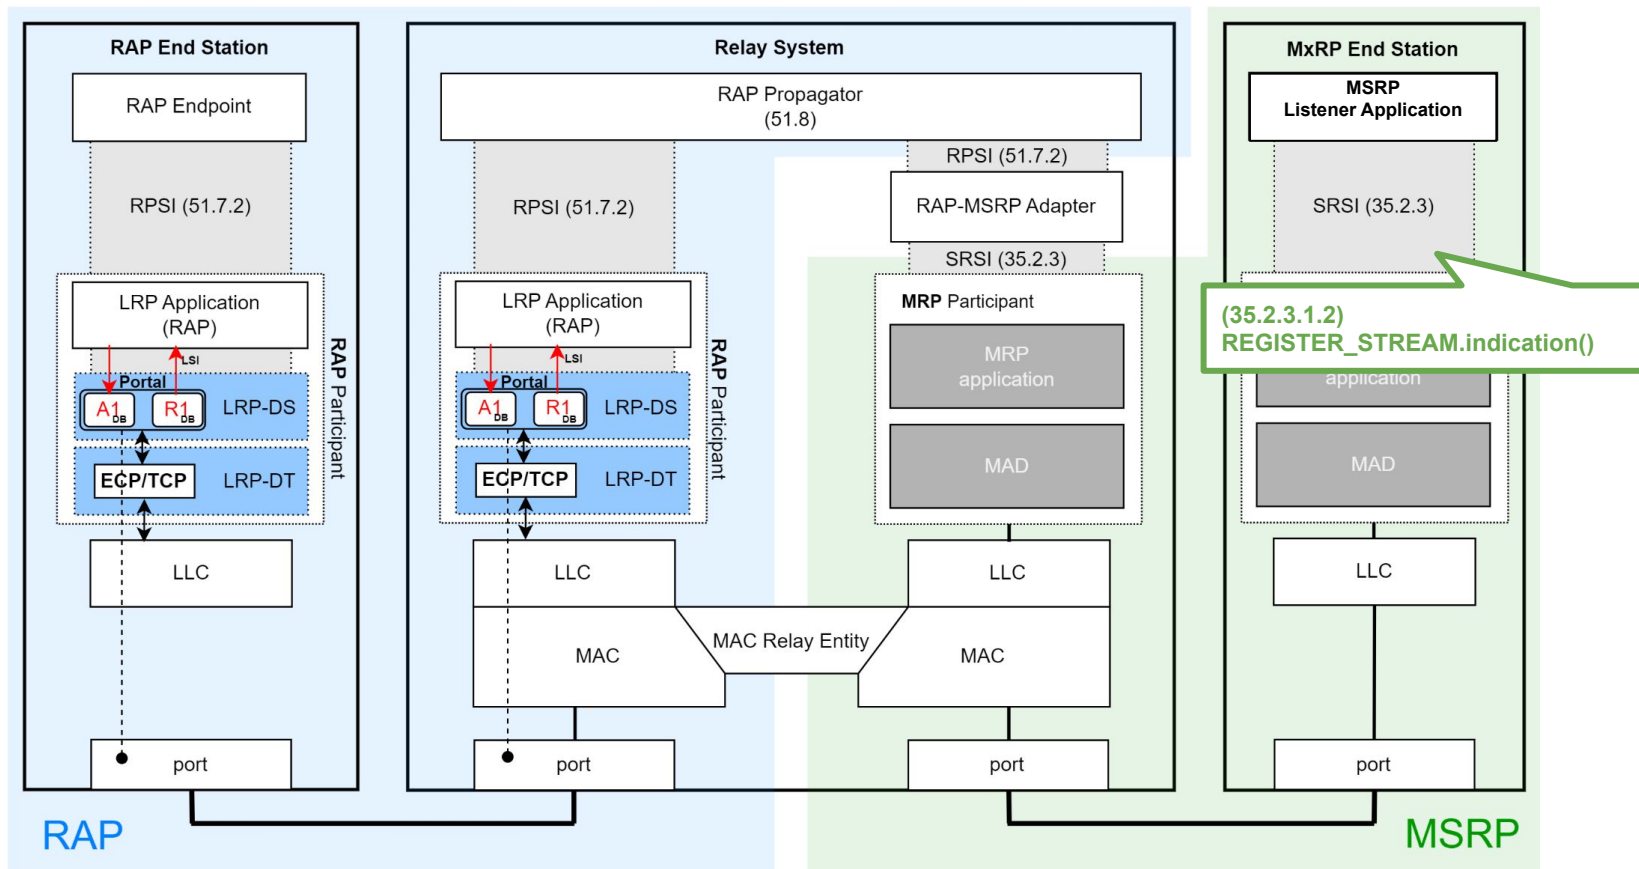 RAP End Station
RAP Endpoint
RPSI (51.7.2)
LRP Application
(RAP)
LSI
Portal
A1
DB
R1
DB
LRP-DS
ECP/TCP
LRP-DT
RAP Participant
LLC
port
RAP
Relay System
RAP Propagator
(51.8)
RPSI (51.7.2)
LRP Application
(RAP)
LSI
Portal
A1
DB
R1
DB
LRP-DS
ECP/TCP
LRP-DT
RAP Participant
LLC
MAC
MAC Relay Entity
port
RPSI (51.7.2)
RAP-MSRP Adapter
SRSI (35.2.3)
MRP Participant
MRP
application
MAD
LLC
MAC
port
MxRP End Station
MSRP
Listener Application
SRSI (35.2.3)
(35.2.3.1.2)
REGISTER_STREAM.indication()
application
MAD
LLC
port
MSRP